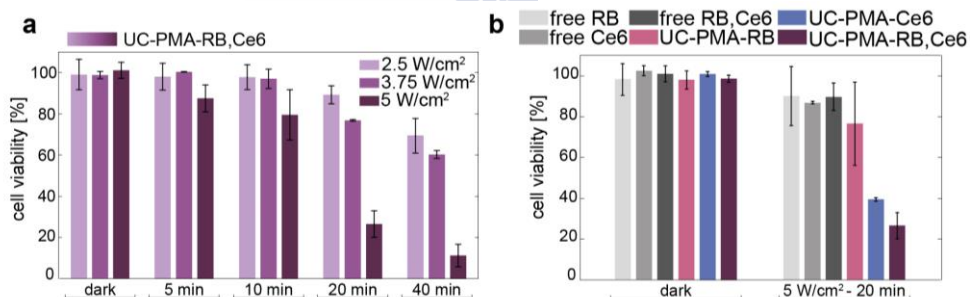 a
UC-PMA-RB,Ce6
2.5 W/cm²
3.75 W/cm²
5 W/cm²
cell viability [%]
100
80
60
40
20
0
dark
5 min
10 min
20 min
40 min
b
free RB
free RB,Ce6
UC-PMA-Ce6
free Ce6
UC-PMA-RB
UC-PMA-RB,Ce6
cell viability [%]
100
80
60
40
20
0
dark
5 W/cm² - 20 min